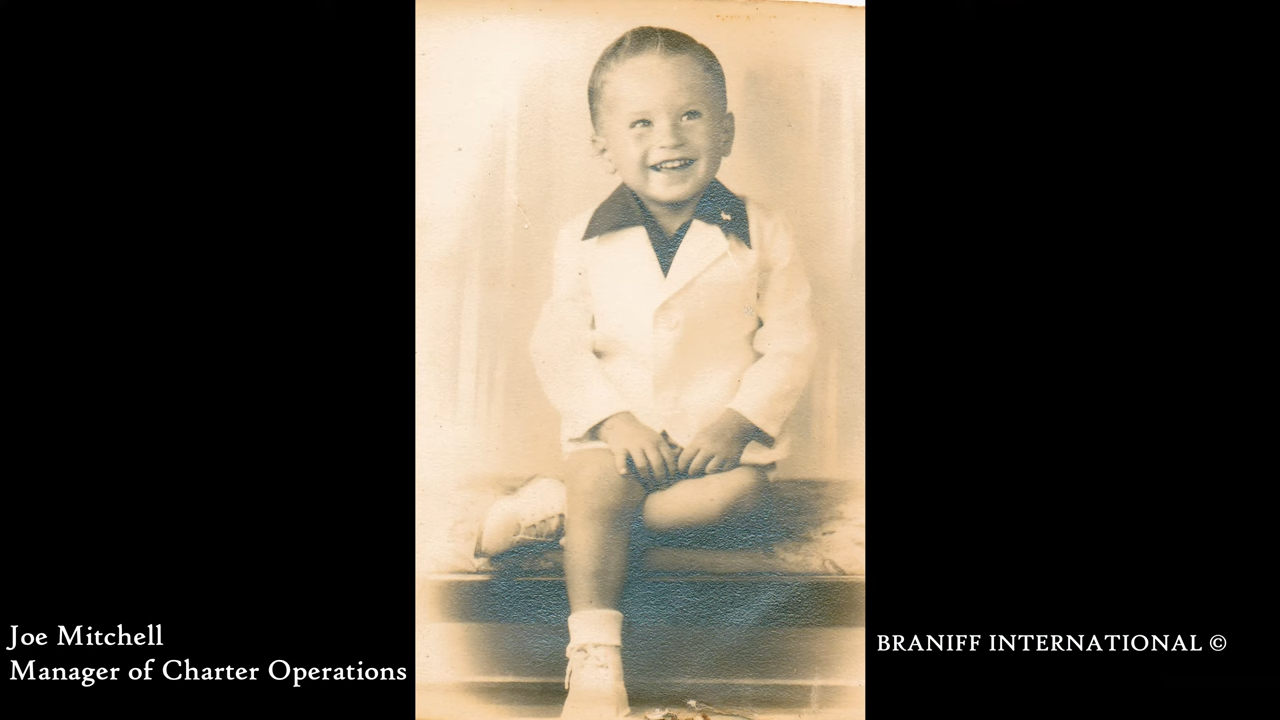 Joe Mitchell
Manager of Charter Operations
BRANIFF INTERNATIONAL ©